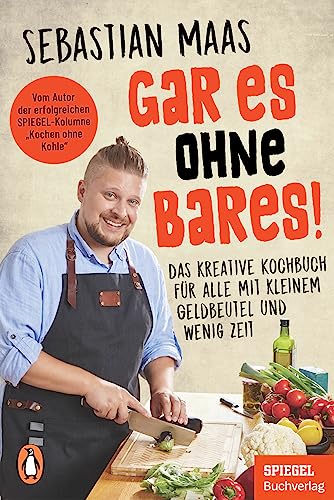 SEBASTIAN MAAS
GAR ES
OHNE
BARES!
Vom Autor
der erfolgreichen
SPIEGEL-Kolumne
„Kochen ohne
Kohle“
DAS KREATIVE KOCHBUCH
FÜR ALLE MIT KLEINEM
GELDBEUTEL UND
WENIG ZEIT
SPIEGEL
Buchverlag